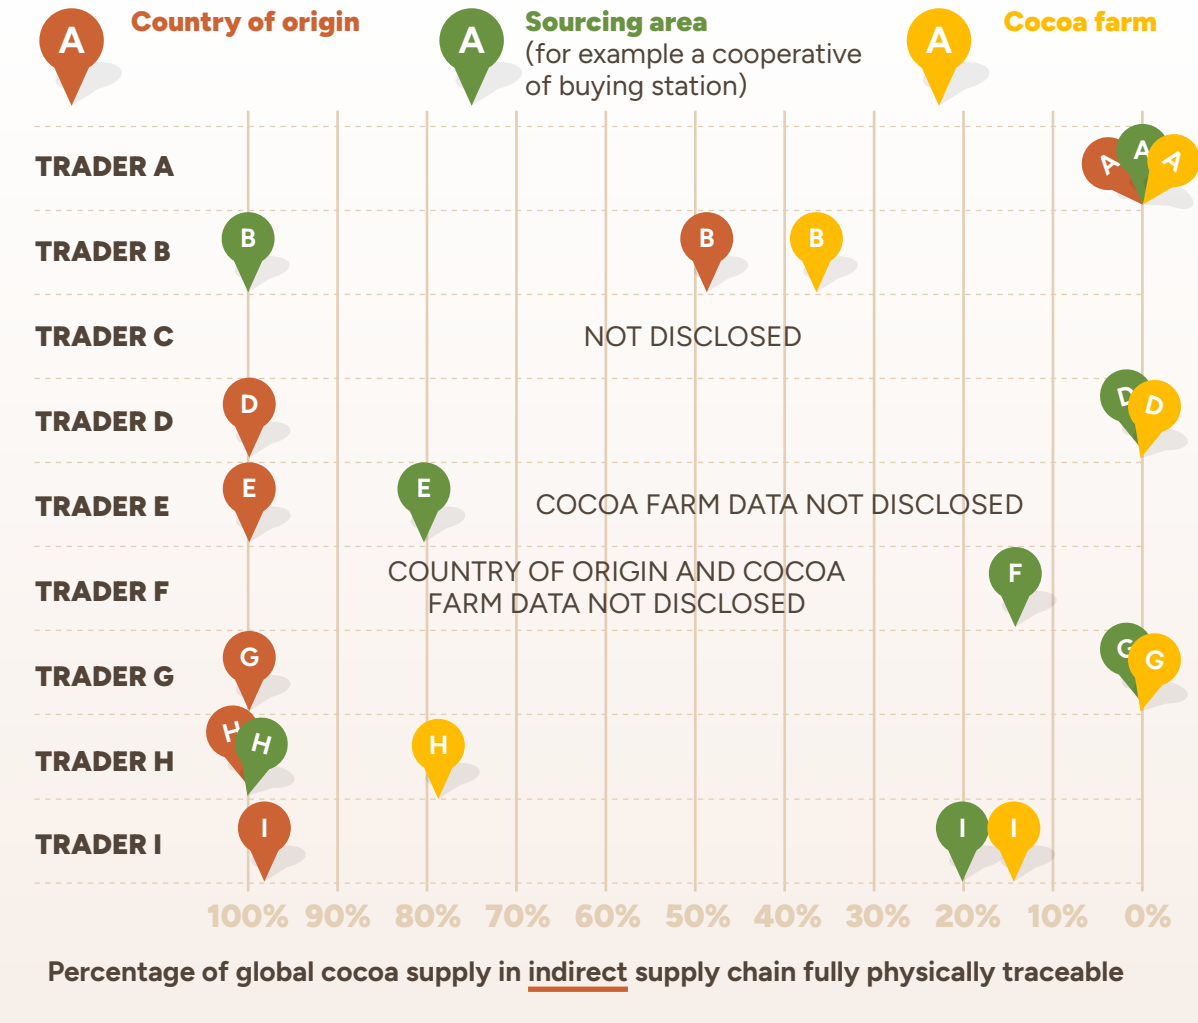 A Country of origin
A Sourcing area
(for example a cooperative
of buying station)
A Cocoa farm
TRADER A
A A A
TRADER B
B B B
TRADER C
NOT DISCLOSED
TRADER D
D D D
TRADER E
E E COCOA FARM DATA NOT DISCLOSED
TRADER F
COUNTRY OF ORIGIN AND COCOA
FARM DATA NOT DISCLOSED
F
TRADER G
G G G
TRADER H
H H H
TRADER I
I I I
100% 90% 80% 70% 60% 50% 40% 30% 20% 10% 0%
Percentage of global cocoa supply in indirect supply chain fully physically traceable